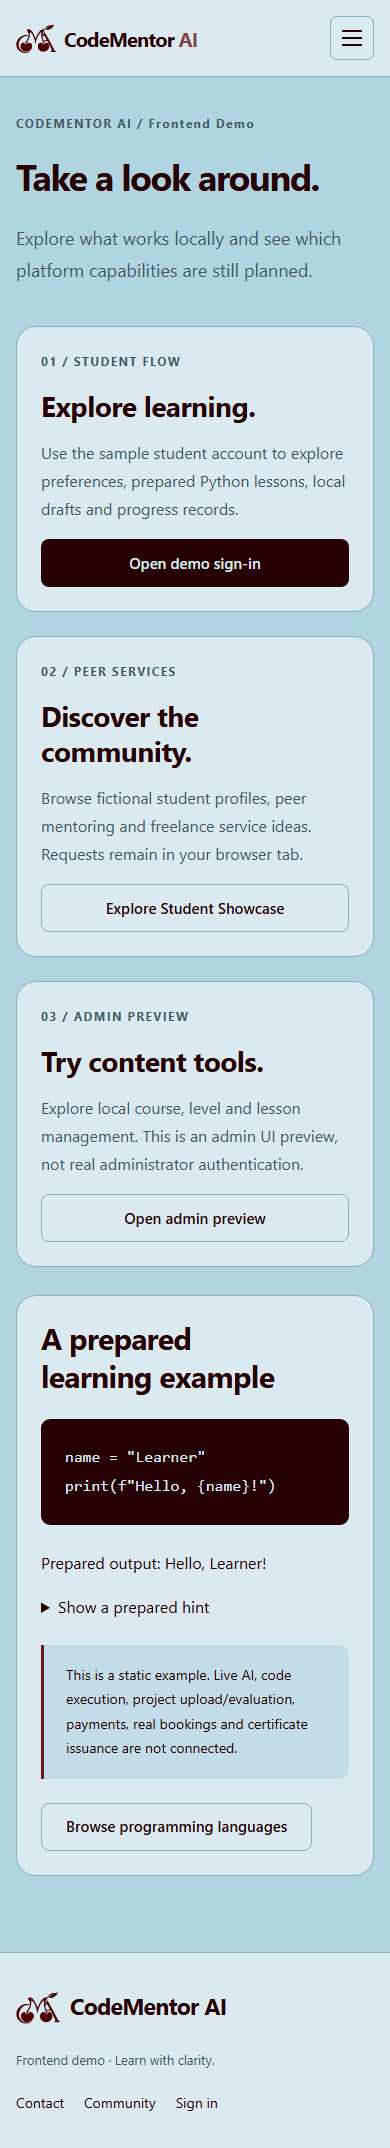 CodeMentor AI
CODEMENTOR AI / Frontend Demo
Take a look around.
Explore what works locally and see which
platform capabilities are still planned.
01 / STUDENT FLOW
Explore learning.
Use the sample student account to explore
preferences, prepared Python lessons, local
drafts and progress records.
Open demo sign-in
02 / PEER SERVICES
Discover the
community.
Browse fictional student profiles, peer
mentoring and freelance service ideas.
Requests remain in your browser tab.
Explore Student Showcase
03 / ADMIN PREVIEW
Try content tools.
Explore local course, level and lesson
management. This is an admin UI preview,
not real administrator authentication.
Open admin preview
A prepared
learning example
name = "Learner"
print(f"Hello, {name}!")
Prepared output: Hello, Learner!
Show a prepared hint
This is a static example. Live AI, code
execution, project upload/evaluation,
payments, real bookings and certificate
issuance are not connected.
Browse programming languages
CodeMentor AI
Frontend demo · Learn with clarity.
Contact Community Sign in